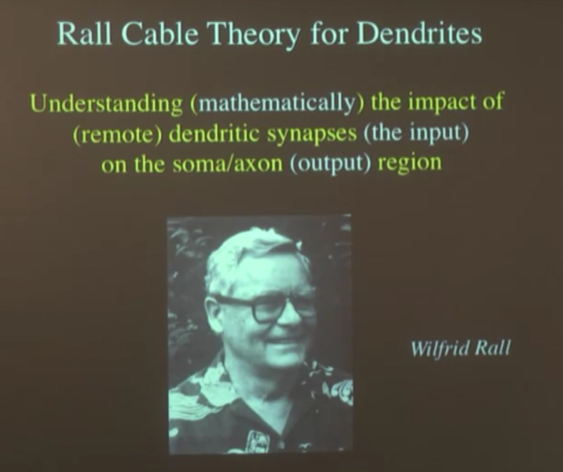 Rall Cable Theory for Dendrites
Understanding (mathematically) the impact of
(remote) dendritic synapses (the input)
on the soma/axon (output) region
Wilfrid Rall